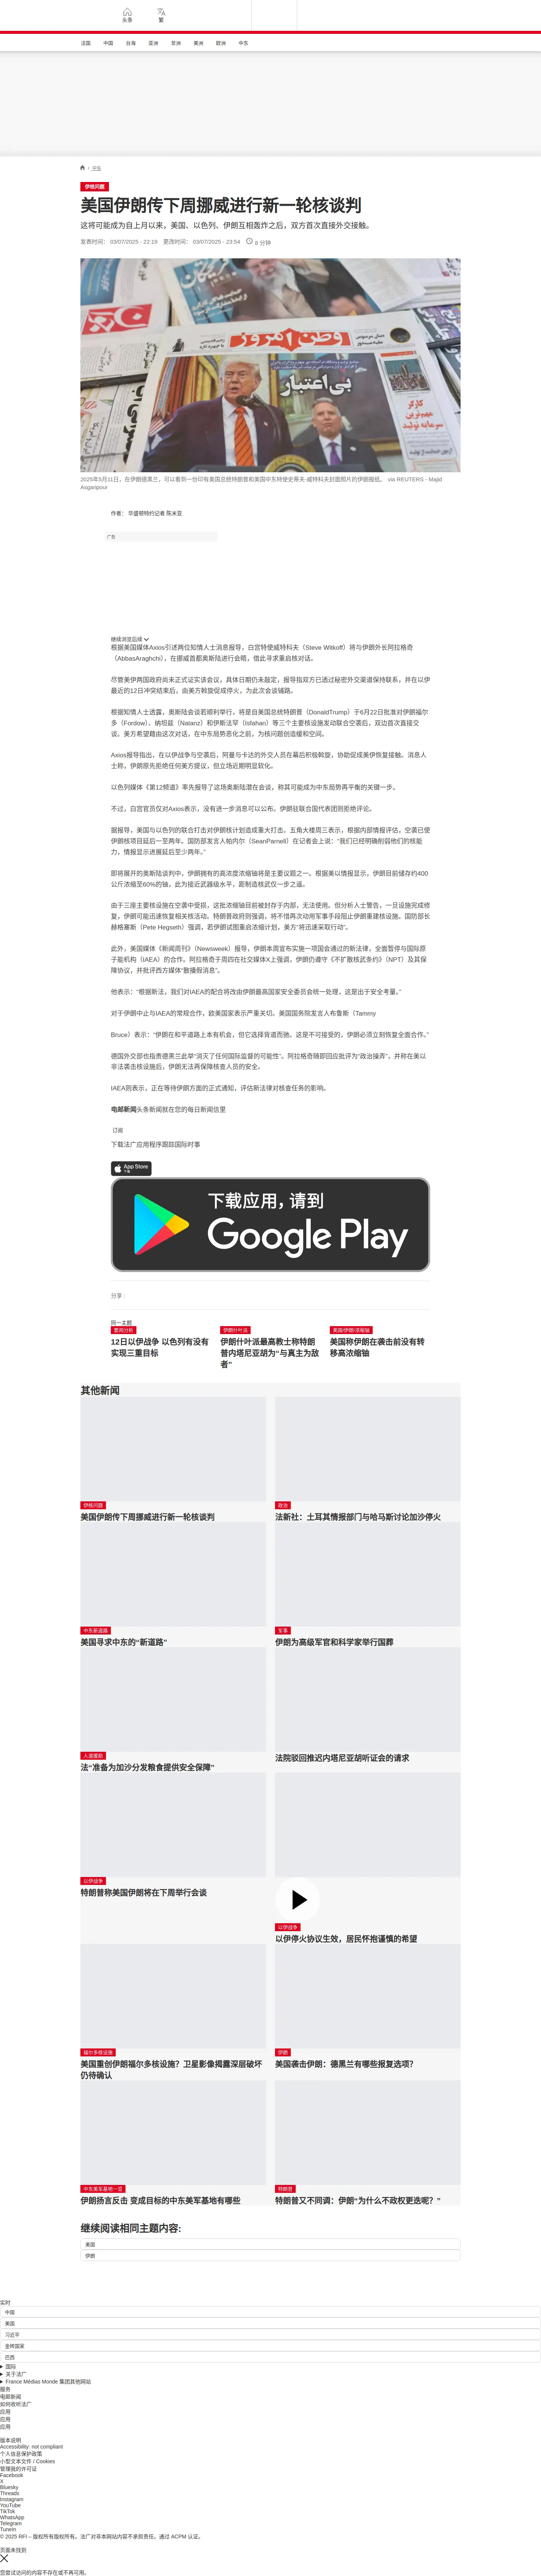 头条
繁
法国
中国
台海
亚洲
非洲
美洲
欧洲
中东
/ 中东
伊核问题
美国伊朗传下周挪威进行新一轮核谈判
这将可能成为自上月以来，美国、以色列、伊朗互相轰炸之后，双方首次直接外交接触。
发表时间： 03/07/2025 - 22:19 更改时间： 03/07/2025 - 23:54 8 分钟
وطن امروز
بی‌اعتبار
2025年5月11日，在伊朗德黑兰，可以看到一份印有美国总统特朗普和美国中东特使史蒂夫·威特科夫封面照片的伊朗报纸。 via REUTERS - Majid
Asgaripour
作者： 华盛顿特约记者 陈米亚
广告
继续浏览后续
根据美国媒体Axios引述两位知情人士消息报导，白宫特使威特科夫（Steve Witkoff）将与伊朗外长阿拉格奇
（AbbasAraghchi），在挪威首都奥斯陆进行会晤，借此寻求重启核对话。
尽管美伊两国政府尚未正式证实该会议，具体日期仍未敲定，报导指双方已透过秘密外交渠道保持联系，并在以伊
最近的12日冲突结束后，由美方斡旋促成停火，为此次会谈铺路。
根据知情人士透露，奥斯陆会谈若顺利举行，将是自美国总统特朗普（DonaldTrump）于6月22日批准对伊朗福尔
多（Fordow）、纳坦兹（Natanz）和伊斯法罕（Isfahan）等三个主要核设施发动联合空袭后，双边首次直接交
谈。美方希望藉由这次对话，在中东局势恶化之前，为核问题创造缓和空间。
Axios报导指出，在以伊战争与空袭后，阿曼与卡达的外交人员在幕后积极斡旋，协助促成美伊恢复接触。消息人
士称，伊朗原先拒绝任何美方提议，但立场近期明显软化。
以色列媒体《第12频道》率先报导了这场奥斯陆潜在会谈，称其可能成为中东局势再平衡的关键一步。
不过，白宫官员仅对Axios表示，没有进一步消息可以公布。伊朗驻联合国代表团则拒绝评论。
据报导，美国与以色列的联合打击对伊朗核计划造成重大打击。五角大楼周三表示，根据内部情报评估，空袭已使
伊朗核项目延后一至两年。国防部发言人帕内尔（SeanParnell）在记者会上说：“我们已经明确削弱他们的核能
力，情报显示进展延后至少两年。”
即将展开的奥斯陆谈判中，伊朗拥有的高浓度浓缩铀将是主要议题之一。根据美以情报显示，伊朗目前储存约400
公斤浓缩至60%的铀，此为接近武器级水平，距制造核武仅一步之遥。
由于三座主要核设施在空袭中受损，这批浓缩铀目前被封存于内部，无法使用。但分析人士警告，一旦设施完成修
复，伊朗可能迅速恢复相关核活动。特朗普政府则强调，将不惜再次动用军事手段阻止伊朗重建核设施。国防部长
赫格塞斯（Pete Hegseth）强调，若伊朗试图重启浓缩计划，美方“将迅速采取行动”。
此外，美国媒体《新闻周刊》（Newsweek）报导，伊朗本周宣布实施一项国会通过的新法律，全面暂停与国际原
子能机构（IAEA）的合作。阿拉格奇于周四在社交媒体X上强调，伊朗仍遵守《不扩散核武条约》（NPT）及其保
障协议，并批评西方媒体“散播假消息”。
他表示：“根据新法，我们对IAEA的配合将改由伊朗最高国家安全委员会统一处理，这是出于安全考量。”
对于伊朗中止与IAEA的常规合作，欧美国家表示严重关切。美国国务院发言人布鲁斯（Tammy
Bruce）表示：“伊朗在和平道路上本有机会，但它选择背道而驰。这是不可接受的，伊朗必须立刻恢复全面合作。”
德国外交部也指责德黑兰此举“消灭了任何国际监督的可能性”。阿拉格奇随即回应批评为“政治操弄”，并称在美以
非法袭击核设施后，伊朗无法再保障核查人员的安全。
IAEA则表示，正在等待伊朗方面的正式通知，评估新法律对核查任务的影响。
电邮新闻头条新闻就在您的每日新闻信里
订阅
下载法广应用程序跟踪国际时事
App Store
下载
下载应用，请到
Google Play
分享 :
同一主题
要闻分析
12日以伊战争 以色列有没有
实现三重目标
伊朗什叶派
伊朗什叶派最高教士称特朗
普内塔尼亚胡为“与真主为敌
者”
美国/伊朗/浓缩铀
美国称伊朗在袭击前没有转
移高浓缩铀
其他新闻
伊核问题
美国伊朗传下周挪威进行新一轮核谈判
政治
法新社：土耳其情报部门与哈马斯讨论加沙停火
中东新道路
美国寻求中东的“新道路”
军事
伊朗为高级军官和科学家举行国葬
人道援助
法“准备为加沙分发粮食提供安全保障”
法院驳回推迟内塔尼亚胡听证会的请求
以伊战争
特朗普称美国伊朗将在下周举行会谈
以伊战争
以伊停火协议生效，居民怀抱谨慎的希望
福尔多核设施
美国重创伊朗福尔多核设施？卫星影像揭露深层破坏
仍待确认
伊朗
美国袭击伊朗：德黑兰有哪些报复选项？
中东美军基地一览
伊朗扬言反击 变成目标的中东美军基地有哪些
特朗普
特朗普又不同调：伊朗“为什么不政权更迭呢？”
继续阅读相同主题内容:
美国
伊朗
实时
中国
美国
习近平
金砖国家
巴西
国际
关于法广
France Médias Monde 集团其他网站
服务
电邮新闻
如何收听法广
应用
应用
应用
版本说明
Accessibility: not compliant
个人信息保护政策
小型文本文件 / Cookies
管理我的许可证
Facebook
X
Bluesky
Threads
Instagram
YouTube
TikTok
WhatsApp
Telegram
TuneIn
© 2025 RFI – 版权所有版权所有。法广对非本网站内容不承担责任。通过 ACPM 认证。
页面未找到
您尝试访问的内容不存在或不再可用。